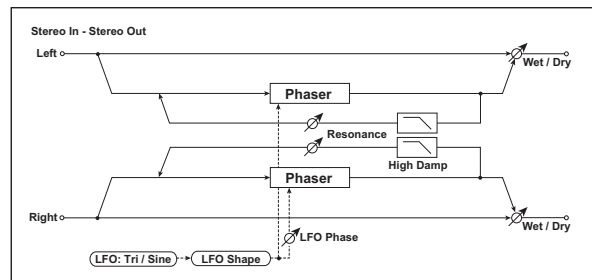 Stereo In - Stereo Out
Left
Wet / Dry
Phaser
Resonance
High Damp
Phaser
Right
Wet / Dry
LFO Phase
LFO: Tri / Sine
LFO Shape